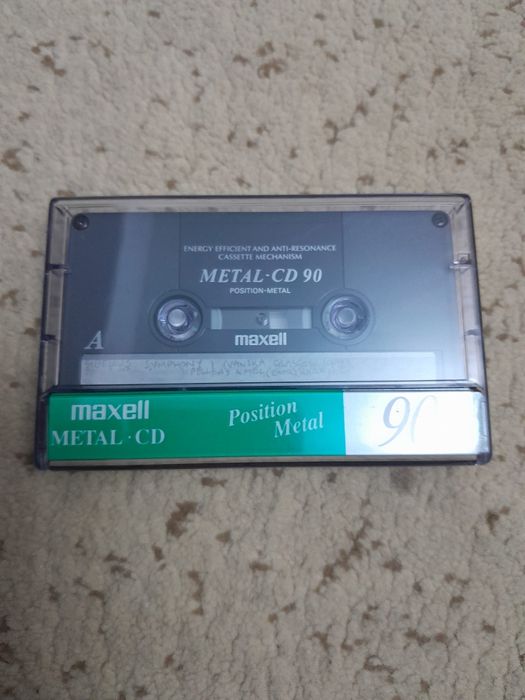 ENERGY EFFICIENT AND ANTI-RESONANCE
CASSETTE MECHANISM
METAL·CD 90
POSITION-METAL
maxell
A
SYMPHONY 1
maxell
METAL·CD
Position
Metal
90